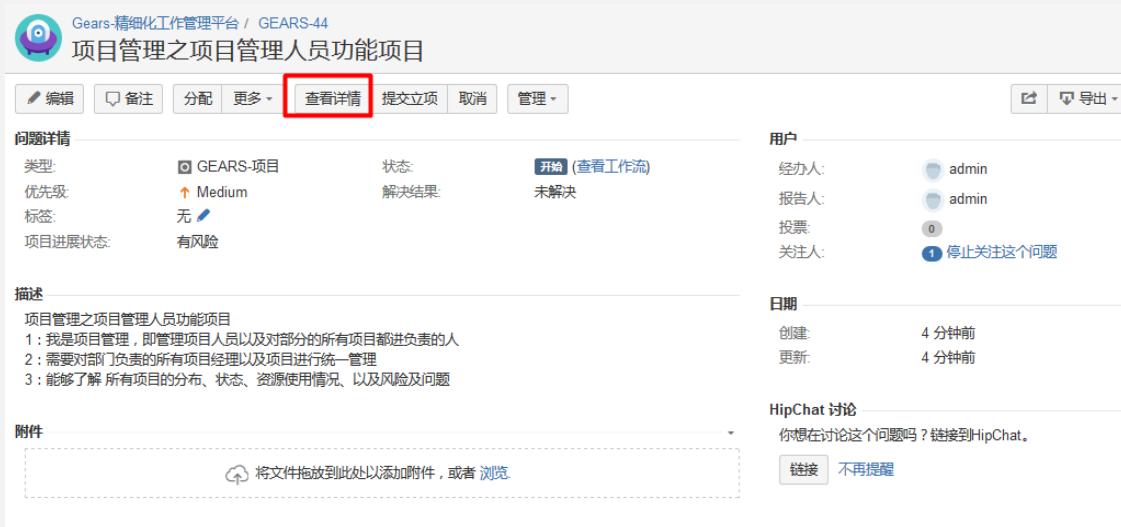 Gears-精细化工作管理平台 / GEARS-44
项目管理之项目管理人员功能项目
编辑 备注 分配 更多 查看详情 提交立项 取消 管理 导出
问题详情
类型: GEARS-项目 状态: 开始 (查看工作流)
优先级: Medium 解决结果: 未解决
标签: 无
项目进展状态: 有风险
描述
项目管理之项目管理人员功能项目
1：我是项目管理，即管理项目人员以及对部分的所有项目都进负责的人
2：需要对部门负责的所有项目经理以及项目进行统一管理
3：能够了解 所有项目的分布、状态、资源使用情况、以及风险及问题
附件
将文件拖放到此处以添加附件，或者 浏览.
用户
经办人: admin
报告人: admin
投票: 0
关注人: 1 停止关注这个问题
日期
创建: 4 分钟前
更新: 4 分钟前
HipChat 讨论
你想在讨论这个问题吗？链接到HipChat。
链接 不再提醒